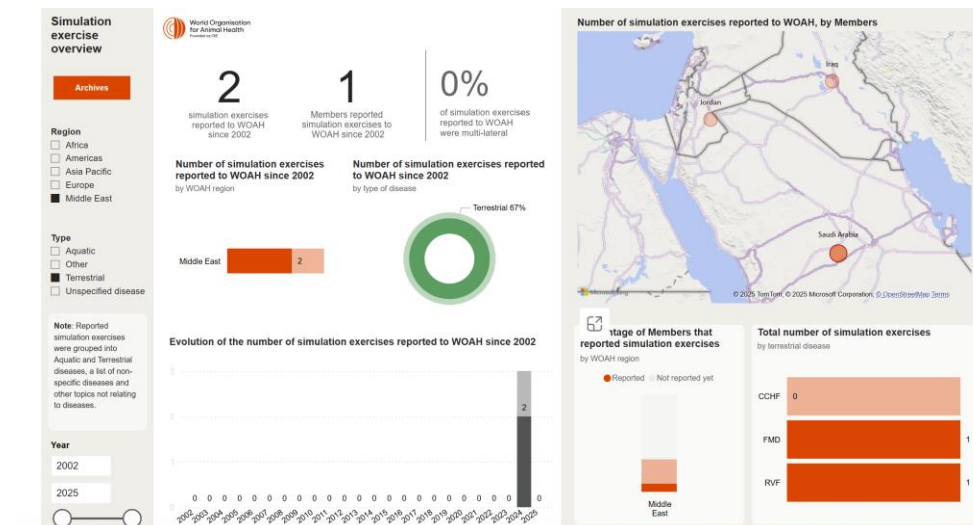 Simulation
exercise
overview
Archives
Region
Africa
Americas
Asia Pacific
Europe
Middle East
Type
Aquatic
Other
Terrestrial
Unspecified disease
Note: Reported
simulation exercises
were grouped into
Aquatic and Terrestrial
diseases, a list of non-
specific diseases and
other topics not relating
to diseases.
Year
2002
2025
World Organisation
for Animal Health
Founded as OIE
2
simulation exercises
reported to WOAH
since 2002
1
Members reported
simulation exercises to
WOAH since 2002
0%
of simulation exercises
reported to WOAH
were multi-lateral
Number of simulation exercises
reported to WOAH since 2002
by WOAH region
Middle East
2
Number of simulation exercises reported
to WOAH since 2002
by type of disease
Terrestrial 67%
Evolution of the number of simulation exercises reported to WOAH since 2002
3
2
1
0
2
0 0 0 0 0 0 0 0 0 0 0 0 0 0 0 0 0 0 0 0 0 0 0
2002 2003 2004 2005 2006 2007 2008 2009 2010 2011 2012 2013 2014 2015 2016 2017 2018 2019 2020 2021 2022 2023 2024 2025
Number of simulation exercises reported to WOAH, by Members
Iraq
Jordan
Saudi Arabia
Microsoft Bing
© 2025 TomTom, © 2025 Microsoft Corporation, © OpenStreetMap Terms
ntage of Members that
reported simulation exercises
by WOAH region
Reported Not reported yet
Middle
East
Total number of simulation exercises
by terrestrial disease
CCHF 0
FMD 1
RVF 1